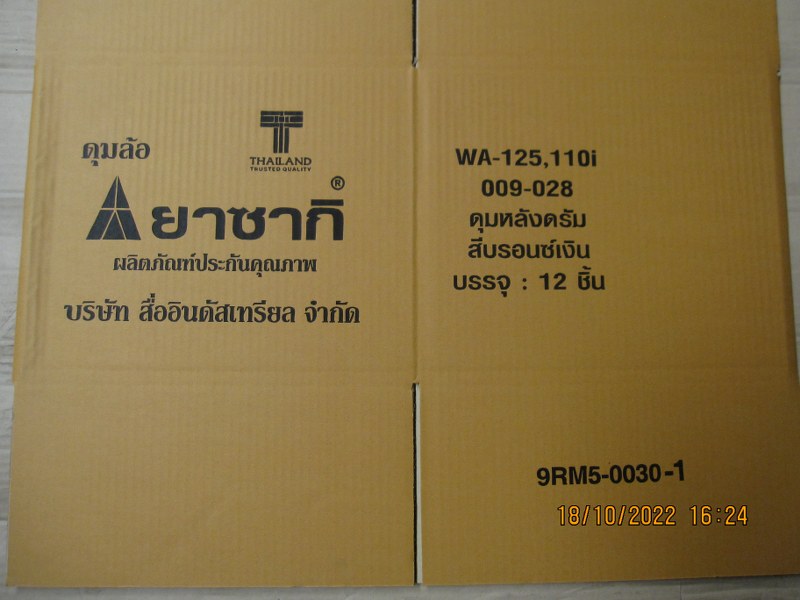 ดุมล้อ
THAILAND
TRUSTED QUALITY
®
ยาซากิ
ผลิตภัณฑ์ประกันคุณภาพ
บริษัท สื่ออินดัสเทรียล จำกัด
WA-125,110i
009-028
ดุมหลังดรัม
สีบรอนซ์เงิน
บรรจุ : 12 ชิ้น
9RM5-0030-1
18/10/2022 16:24